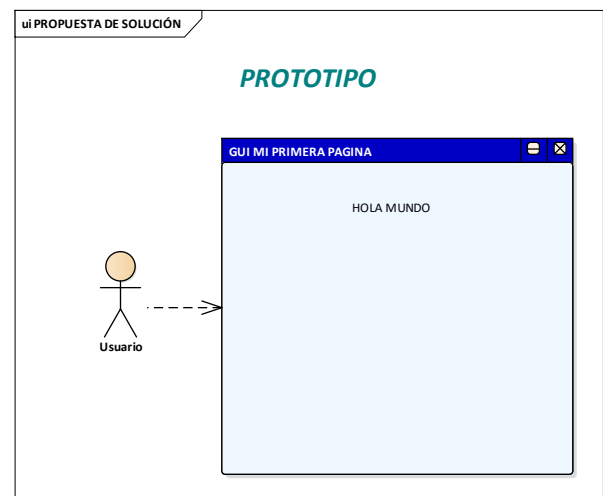 ui PROPUESTA DE SOLUCIÓN
PROTOTIPO
GUI MI PRIMERA PAGINA
HOLA MUNDO
Usuario